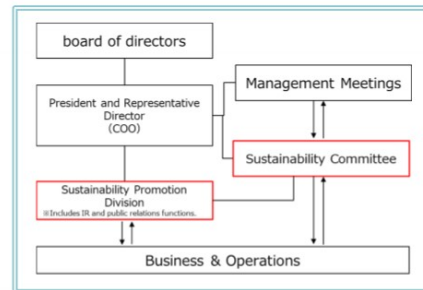 board of directors
President and Representative
Director
(COO)
Management Meetings
Sustainability Committee
Sustainability Promotion
Division
※Includes IR and public relations functions.
Business & Operations